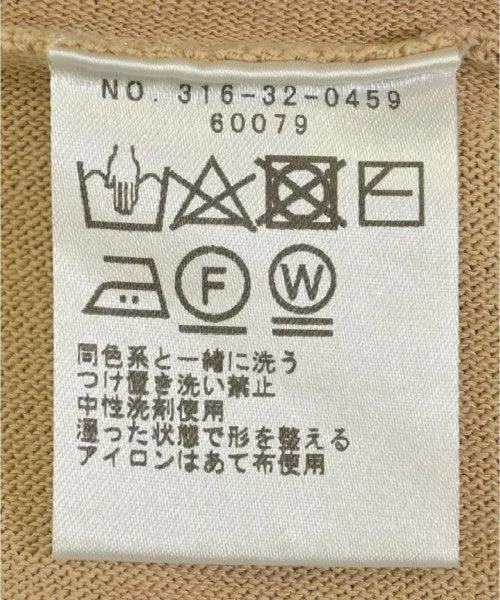 NO. 316-32-0459
60079
F
W
同色系と一緒に洗う
つけ置き洗い禁止
中性洗剤使用
湿った状態で形を整える
アイロンはあて布使用